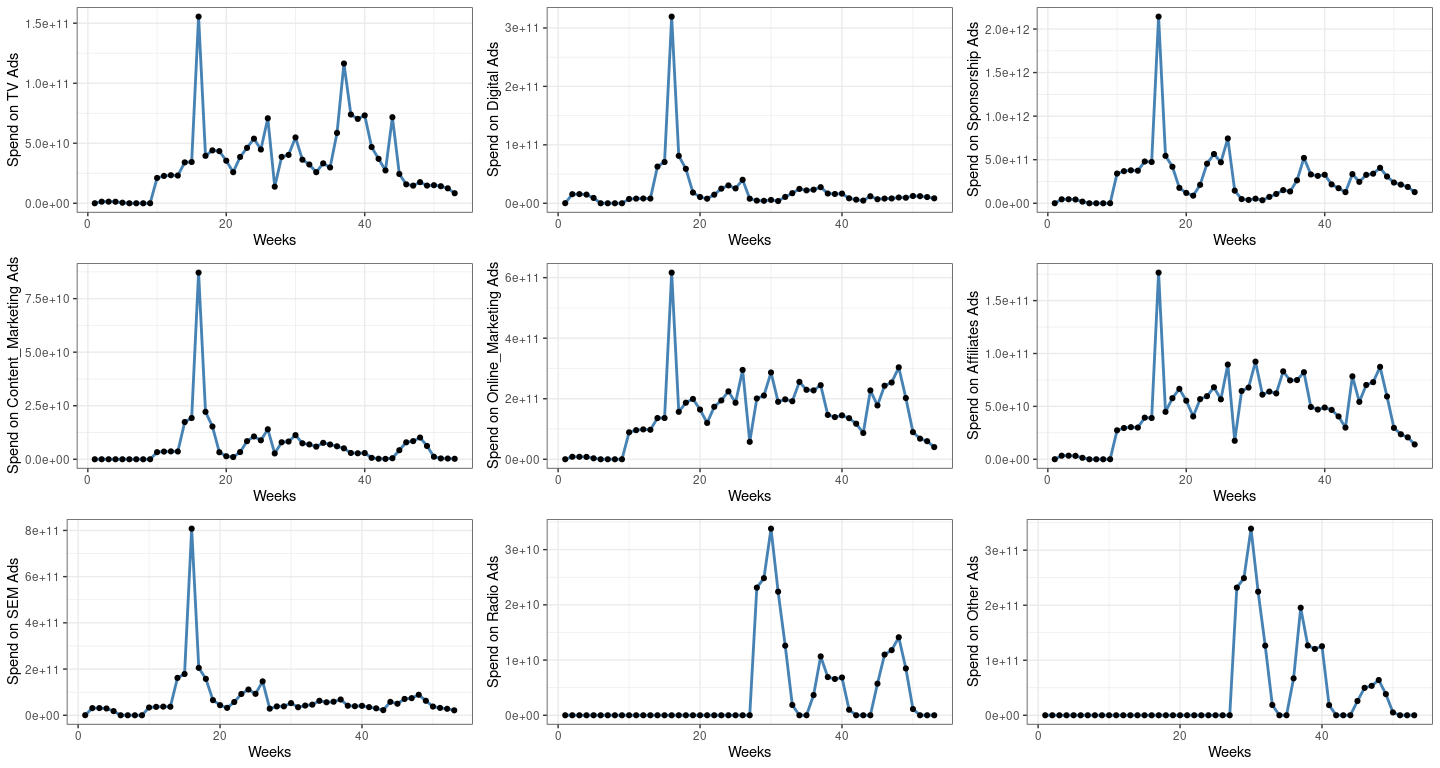 Spend on TV Ads
1.5e+11
1.0e+11
5.0e+10
0.0e+00
0 20 40
Weeks
Spend on Digital Ads
3e+11
2e+11
1e+11
0e+00
0 20 40
Weeks
Spend on Sponsorship Ads
2.0e+12
1.5e+12
1.0e+12
5.0e+11
0.0e+00
0 20 40
Weeks
Spend on Content_Marketing Ads
7.5e+10
5.0e+10
2.5e+10
0.0e+00
0 20 40
Weeks
Spend on Online_Marketing Ads
6e+11
4e+11
2e+11
0e+00
0 20 40
Weeks
Spend on Affiliates Ads
1.5e+11
1.0e+11
5.0e+10
0.0e+00
0 20 40
Weeks
Spend on SEM Ads
8e+11
6e+11
4e+11
2e+11
0e+00
0 20 40
Weeks
Spend on Radio Ads
3e+10
2e+10
1e+10
0e+00
0 20 40
Weeks
Spend on Other Ads
3e+11
2e+11
1e+11
0e+00
0 20 40
Weeks